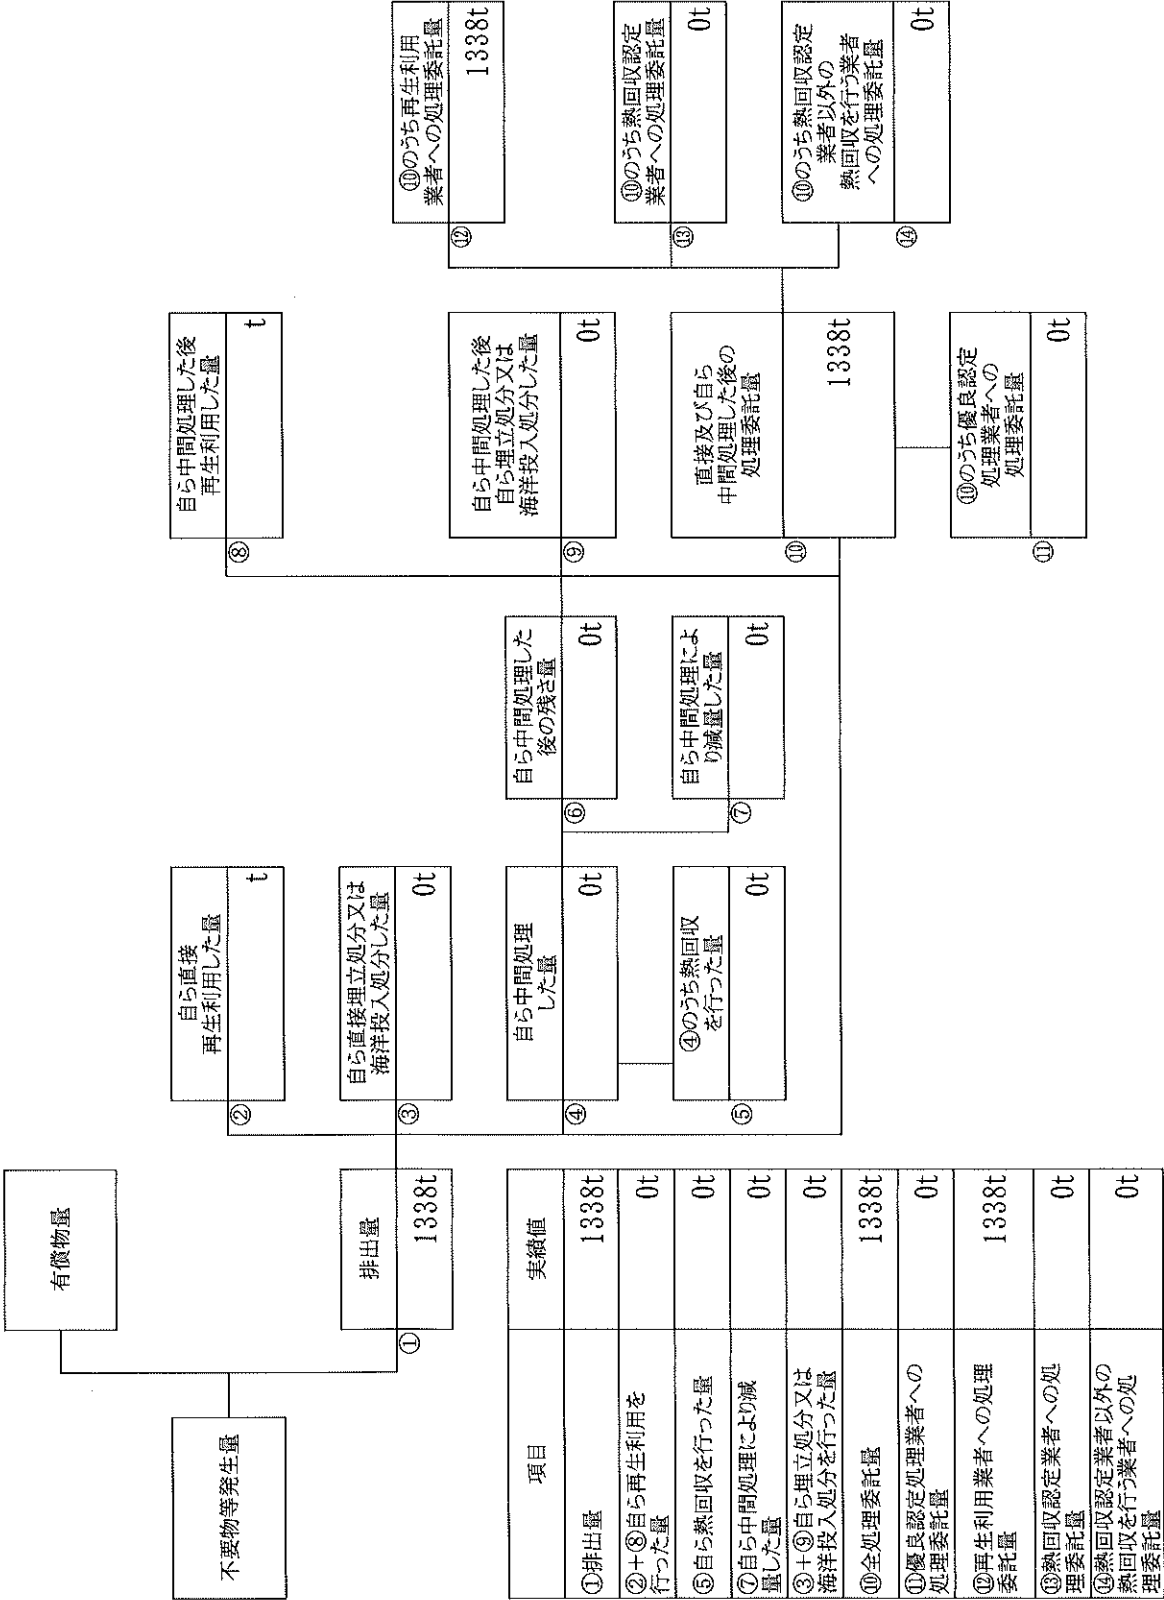 不要物等発生量
有償物量
排出量
① 1338t
自ら直接
再生利用した量
② t
自ら直接埋立処分又は
海洋投入処分した量
③ 0t
自ら中間処理
した量
④ 0t
④のうち熱回収
を行った量
⑤ 0t
自ら中間処理した
後の残さ量
⑥ 0t
自ら中間処理によ
り減量した量
⑦ 0t
自ら中間処理した後
再生利用した量
⑧ t
自ら中間処理した後
自ら埋立処分又は
海洋投入処分した量
⑨ 0t
直接及び自ら
中間処理した後の
処理委託量
⑩ 1338t
⑩のうち優良認定
処理業者への
処理委託量
⑪ 0t
⑩のうち再生利用
業者への処理委託量
⑫ 1338t
⑩のうち熱回収認定
業者への処理委託量
⑬ 0t
⑩のうち熱回収認定
業者以外の
熱回収を行う業者
への処理委託量
⑭ 0t
項目 実績値
①排出量 1338t
②+⑧自ら再生利用を
行った量 0t
⑤自ら熱回収を行った量 0t
⑦自ら中間処理により減
量した量 0t
③+⑨自ら埋立処分又は
海洋投入処分を行った量 0t
⑩全処理委託量 1338t
⑪優良認定処理業者への
処理委託量 0t
⑫再生利用業者への処理
委託量 1338t
⑬熱回収認定業者への処
理委託量 0t
⑭熱回収認定業者以外の
熱回収を行う業者への処
理委託量 0t